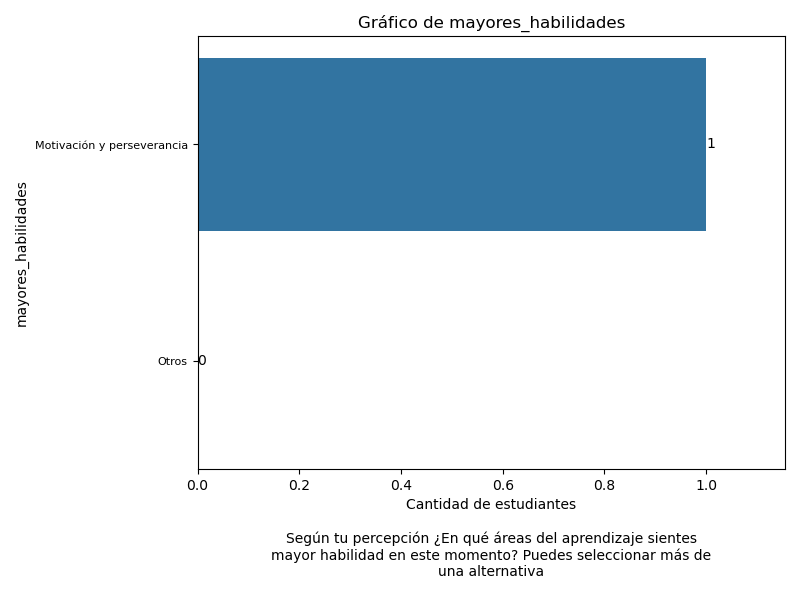 Gráfico de mayores_habilidades
mayores_habilidades
Motivación y perseverancia
1
Otros
0
0.0 0.2 0.4 0.6 0.8 1.0
Cantidad de estudiantes
Según tu percepción ¿En qué áreas del aprendizaje sientes
mayor habilidad en este momento? Puedes seleccionar más de
una alternativa